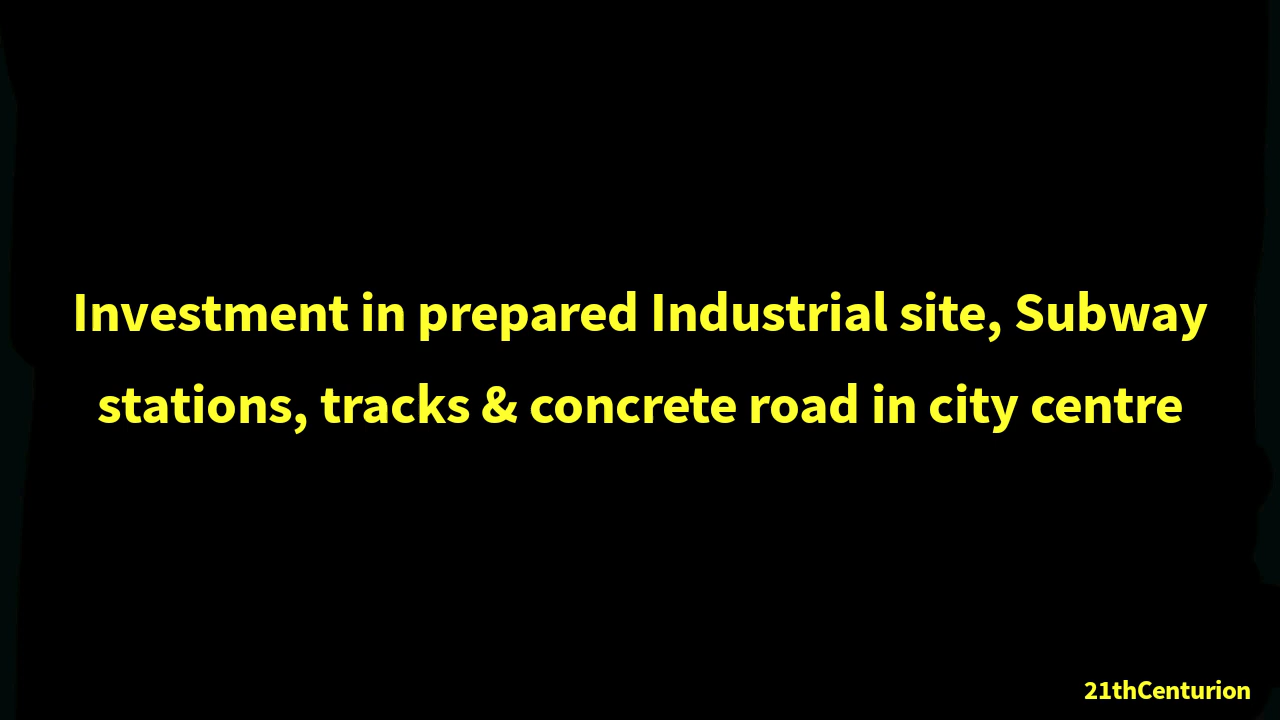 Investment in prepared Industrial site, Subway
stations, tracks & concrete road in city centre
21thCenturion